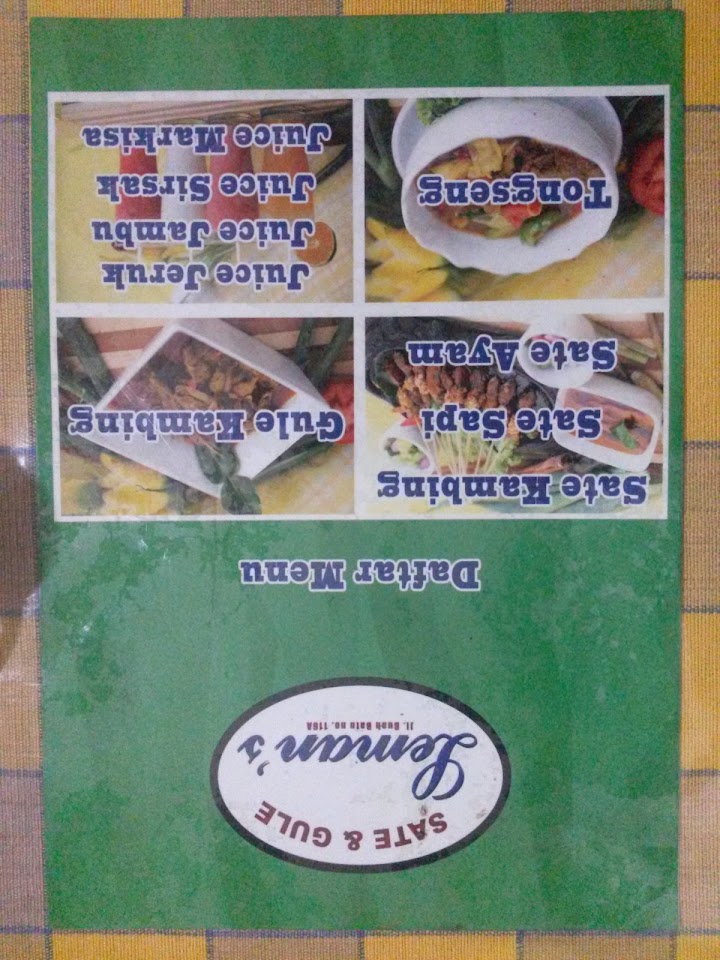 SATE & GULE
Leman's
Jl. Buah Batu no. 116A
Daftar Menu
Sate Kambing
Sate Sapi
Sate Ayam
Gule Kambing
Tongseng
Juice Jeruk
Juice Jambu
Juice Sirsak
Juice Markisa